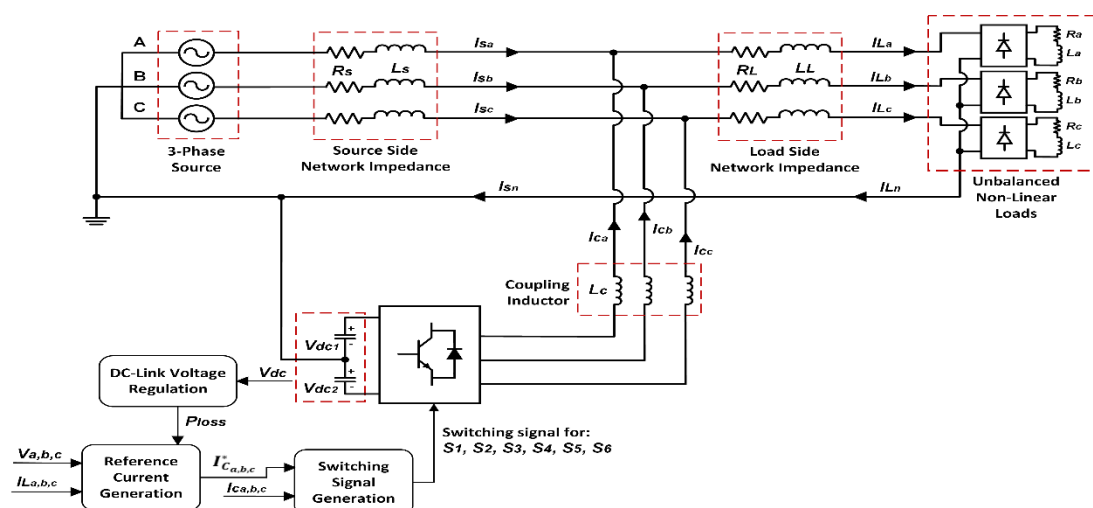 A
B
C
3-Phase
Source
Rs
Ls
Source Side
Network Impedance
Isa
Isb
Isc
RL
LL
Load Side
Network Impedance
ILa
ILb
ILc
Ra
La
Rb
Lb
Rc
Lc
Unbalanced
Non-Linear
Loads
Isn
ILn
Ica
Icb
Icc
Coupling
Inductor
Lc
+
Vdc1
-
+
Vdc2
-
DC-Link Voltage
Regulation
Vdc
Ploss
Va,b,c
ILa,b,c
Reference
Current
Generation
I*Ca,b,c
Ica,b,c
Switching
Signal
Generation
Switching signal for:
S1, S2, S3, S4, S5, S6